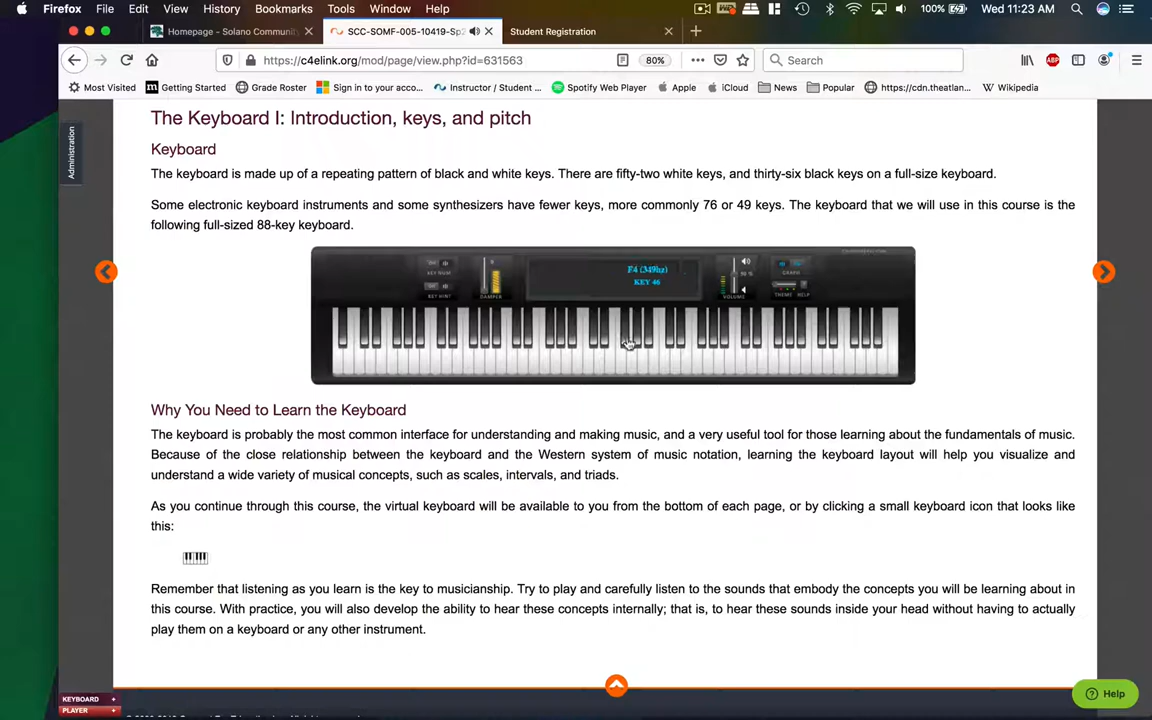 Firefox File Edit View History Bookmarks Tools Window Help 100% Wed 11:23 AM
Homepage - Solano Communit
SCC-SOMF-005-10419-Sp2
Student Registration
https://c4elink.org/mod/page/view.php?id=631563 80% Search
Most Visited Getting Started Grade Roster Sign in to your acco... Instructor / Student ... Spotify Web Player Apple iCloud News Popular https://cdn.theatlan... Wikipedia
Administration
The Keyboard I: Introduction, keys, and pitch
Keyboard
The keyboard is made up of a repeating pattern of black and white keys. There are fifty-two white keys, and thirty-six black keys on a full-size keyboard.
Some electronic keyboard instruments and some synthesizers have fewer keys, more commonly 76 or 49 keys. The keyboard that we will use in this course is the
following full-sized 88-key keyboard.
F4 (349hz)
KEY 46
KEY NUM
KEY HINT
DAMPER
VOLUME
GRAPH
THEME HELP
Why You Need to Learn the Keyboard
The keyboard is probably the most common interface for understanding and making music, and a very useful tool for those learning about the fundamentals of music.
Because of the close relationship between the keyboard and the Western system of music notation, learning the keyboard layout will help you visualize and
understand a wide variety of musical concepts, such as scales, intervals, and triads.
As you continue through this course, the virtual keyboard will be available to you from the bottom of each page, or by clicking a small keyboard icon that looks like
this:
Remember that listening as you learn is the key to musicianship. Try to play and carefully listen to the sounds that embody the concepts you will be learning about in
this course. With practice, you will also develop the ability to hear these concepts internally; that is, to hear these sounds inside your head without having to actually
play them on a keyboard or any other instrument.
KEYBOARD +
PLAYER +
Help